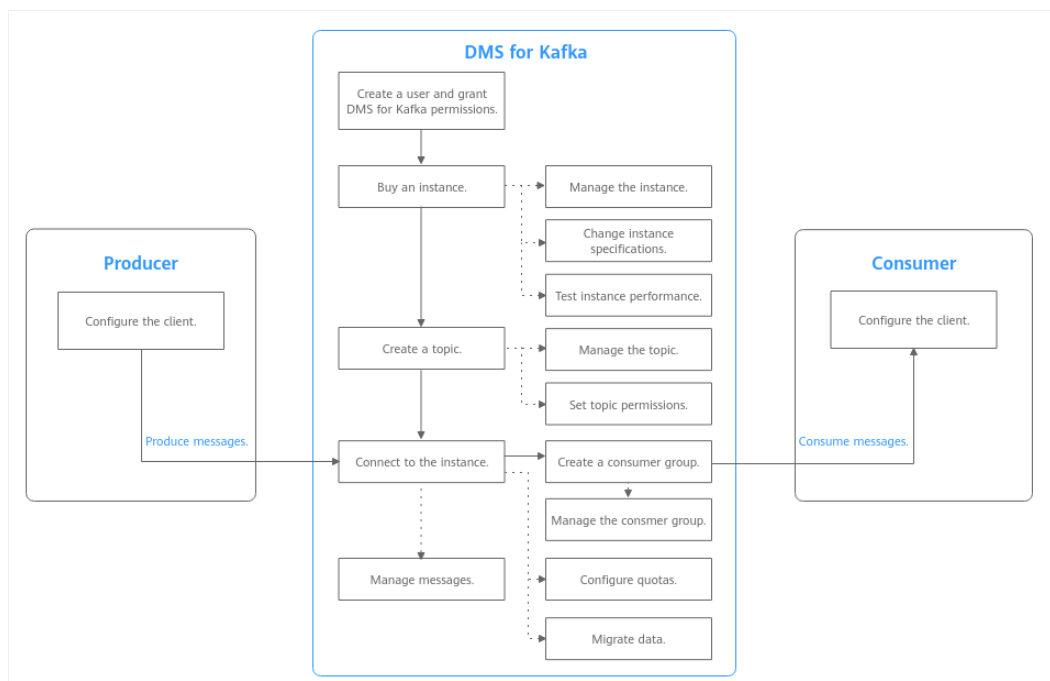 DMS for Kafka
Create a user and grant
DMS for Kafka permissions.
Buy an instance.
Manage the instance.
Change instance
specifications.
Test instance performance.
Create a topic.
Manage the topic.
Set topic permissions.
Connect to the instance.
Create a consumer group.
Manage the consmer group.
Manage messages.
Configure quotas.
Migrate data.
Producer
Configure the client.
Produce messages.
Consumer
Configure the client.
Consume messages.